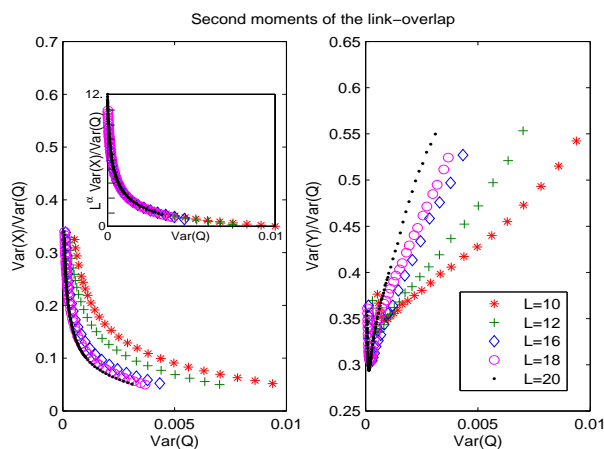 Second moments of the link-overlap
0.7
0.6
0.5
0.4
0.3
0.2
0.1
0
Var(X)/Var(Q)
0
0.005
0.01
Var(Q)
12.
0
L^α Var(X)/Var(Q)
0
0.01
Var(Q)
0.65
0.6
0.55
0.5
0.45
0.4
0.35
0.3
0.25
Var(Y)/Var(Q)
0
0.005
0.01
Var(Q)
L=10
L=12
L=16
L=18
L=20